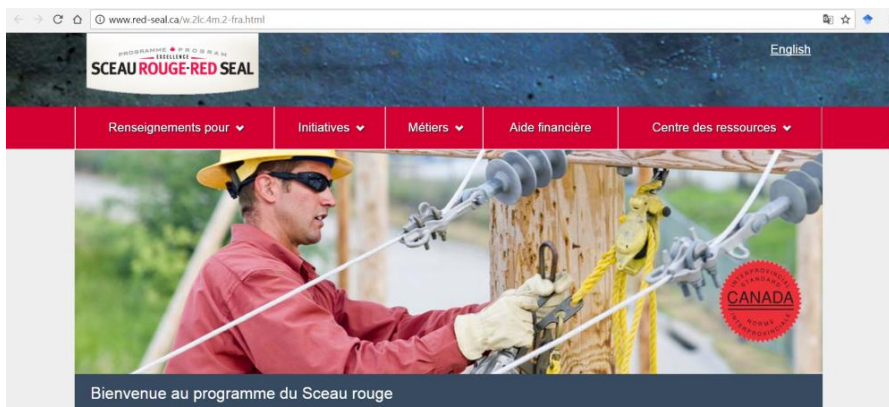 www.red-seal.ca/w.2lc.4m.2-fra.html
PROGRAMME PROGRAM
EXCELLENCE
SCEAU ROUGE-RED SEAL
English
Renseignements pour
Initiatives
Métiers
Aide financière
Centre des ressources
INTERPROVINCIAL
STANDARD
CANADA
NORME
INTERPROVINCIALE
Bienvenue au programme du Sceau rouge